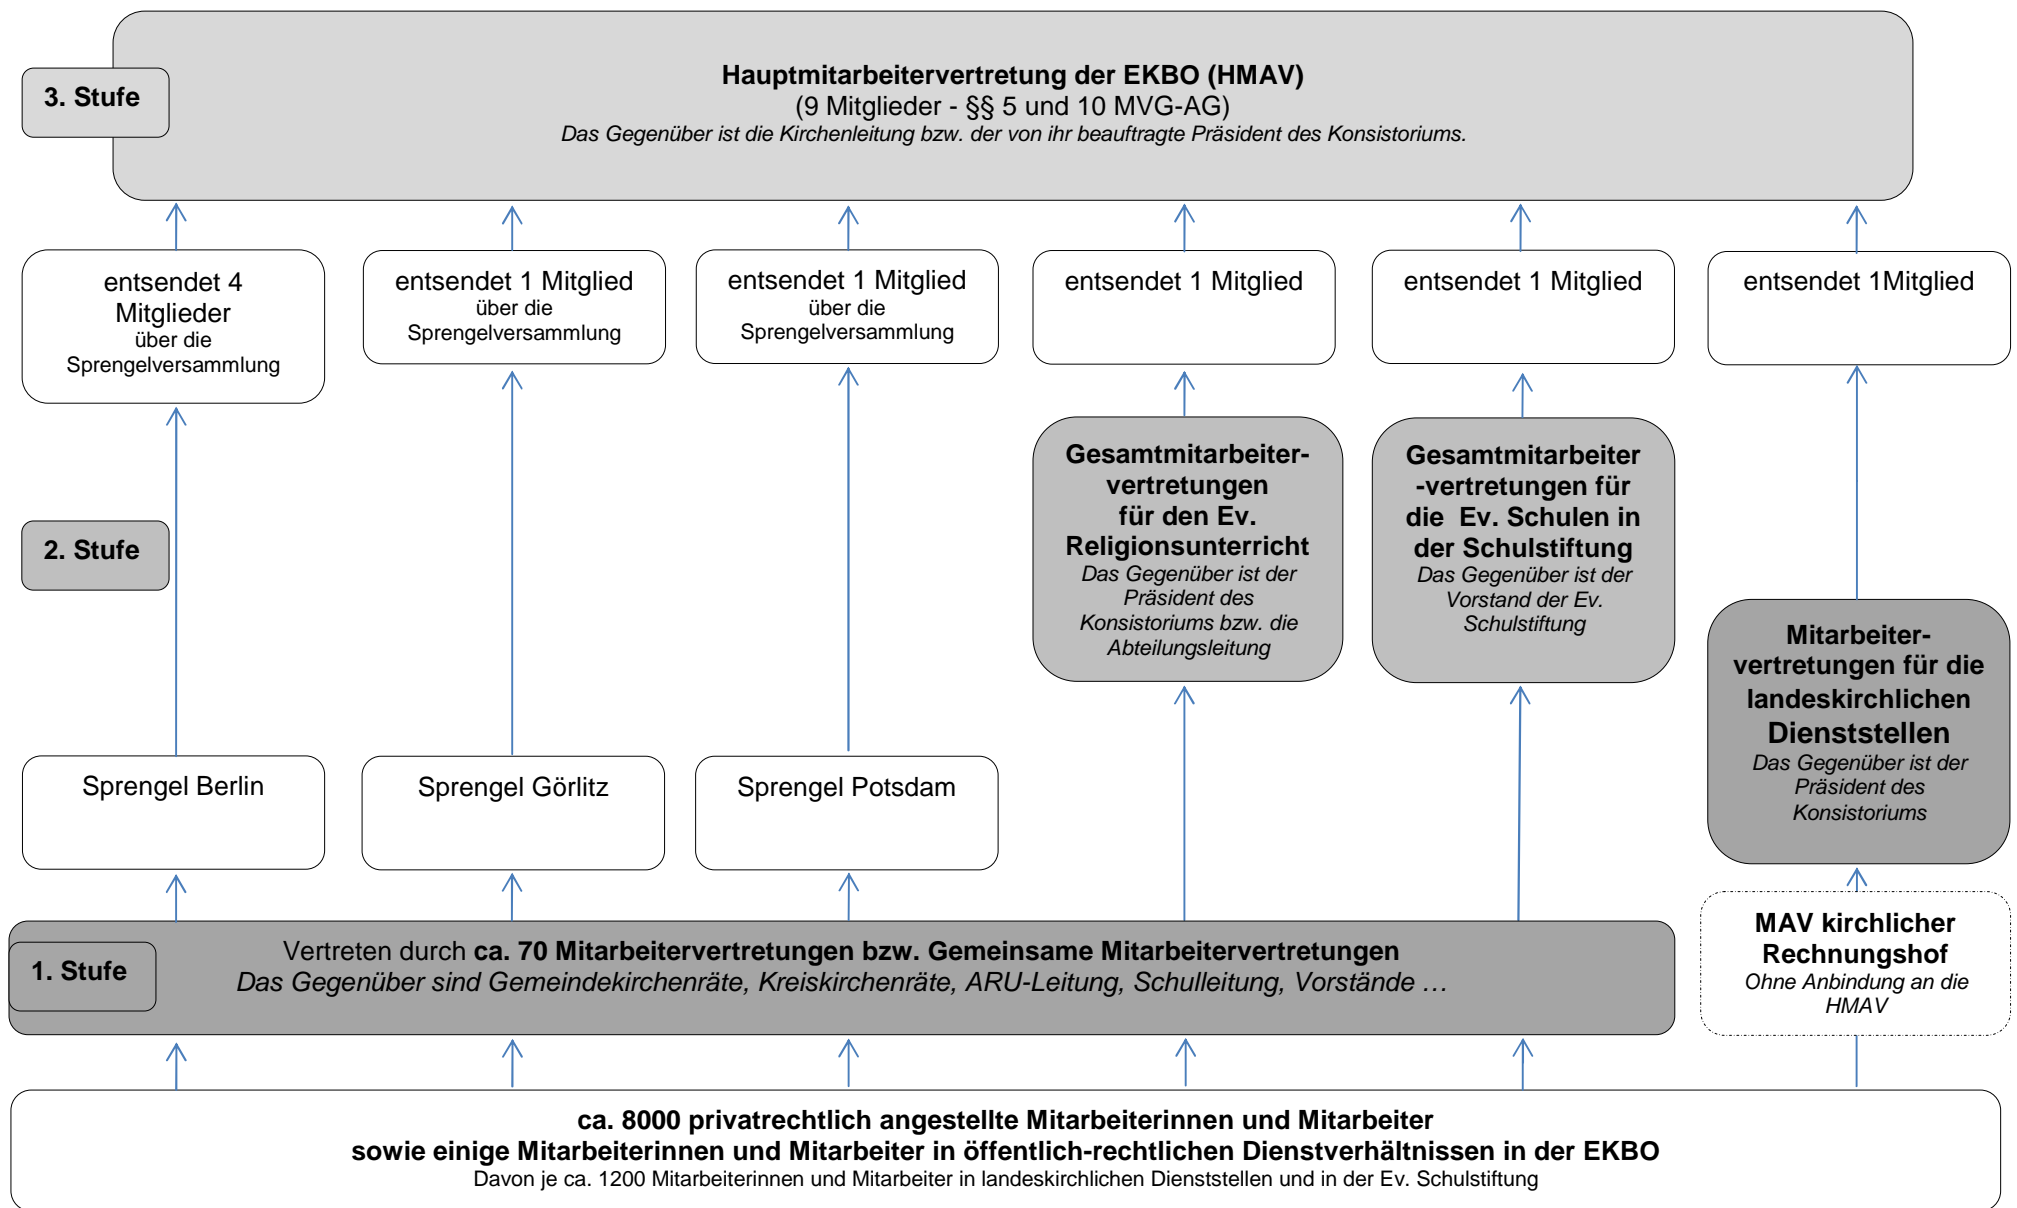 Hauptmitarbeitervertretung der EKBO (HMAV)
(9 Mitglieder - §§ 5 und 10 MVG-AG)
Das Gegenüber ist die Kirchenleitung bzw. der von ihr beauftragte Präsident des Konsistoriums.
3. Stufe
entsendet 4
Mitglieder
über die
Sprengelversammlung
entsendet 1 Mitglied
über die
Sprengelversammlung
entsendet 1 Mitglied
über die
Sprengelversammlung
entsendet 1 Mitglied
entsendet 1 Mitglied
entsendet 1Mitglied
2. Stufe
Gesamtmitarbeiter-
vertretungen
für den Ev.
Religionsunterricht
Das Gegenüber ist der
Präsident des
Konsistoriums bzw. die
Abteilungsleitung
Gesamtmitarbeiter
-vertretungen für
die  Ev. Schulen in
der Schulstiftung
Das Gegenüber ist der
Vorstand der Ev.
Schulstiftung
Mitarbeiter-
vertretungen für die
landeskirchlichen
Dienststellen
Das Gegenüber ist der
Präsident des
Konsistoriums
Sprengel Berlin
Sprengel Görlitz
Sprengel Potsdam
1. Stufe
Vertreten durch ca. 70 Mitarbeitervertretungen bzw. Gemeinsame Mitarbeitervertretungen
Das Gegenüber sind Gemeindekirchenräte, Kreiskirchenräte, ARU-Leitung, Schulleitung, Vorstände …
MAV kirchlicher
Rechnungshof
Ohne Anbindung an die
HMAV
ca. 8000 privatrechtlich angestellte Mitarbeiterinnen und Mitarbeiter
sowie einige Mitarbeiterinnen und Mitarbeiter in öffentlich-rechtlichen Dienstverhältnissen in der EKBO
Davon je ca. 1200 Mitarbeiterinnen und Mitarbeiter in landeskirchlichen Dienststellen und in der Ev. Schulstiftung